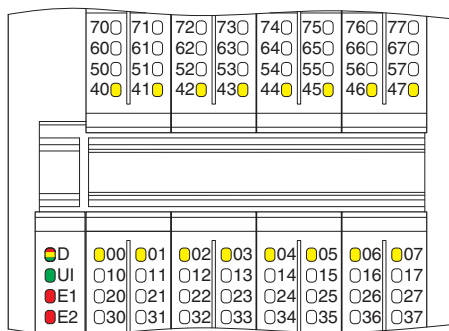 70 71 72 73 74 75 76 77
60 61 62 63 64 65 66 67
50 51 52 53 54 55 56 57
40 41 42 43 44 45 46 47
D 00 01 02 03 04 05 06 07
UI 10 11 12 13 14 15 16 17
E1 20 21 22 23 24 25 26 27
E2 30 31 32 33 34 35 36 37